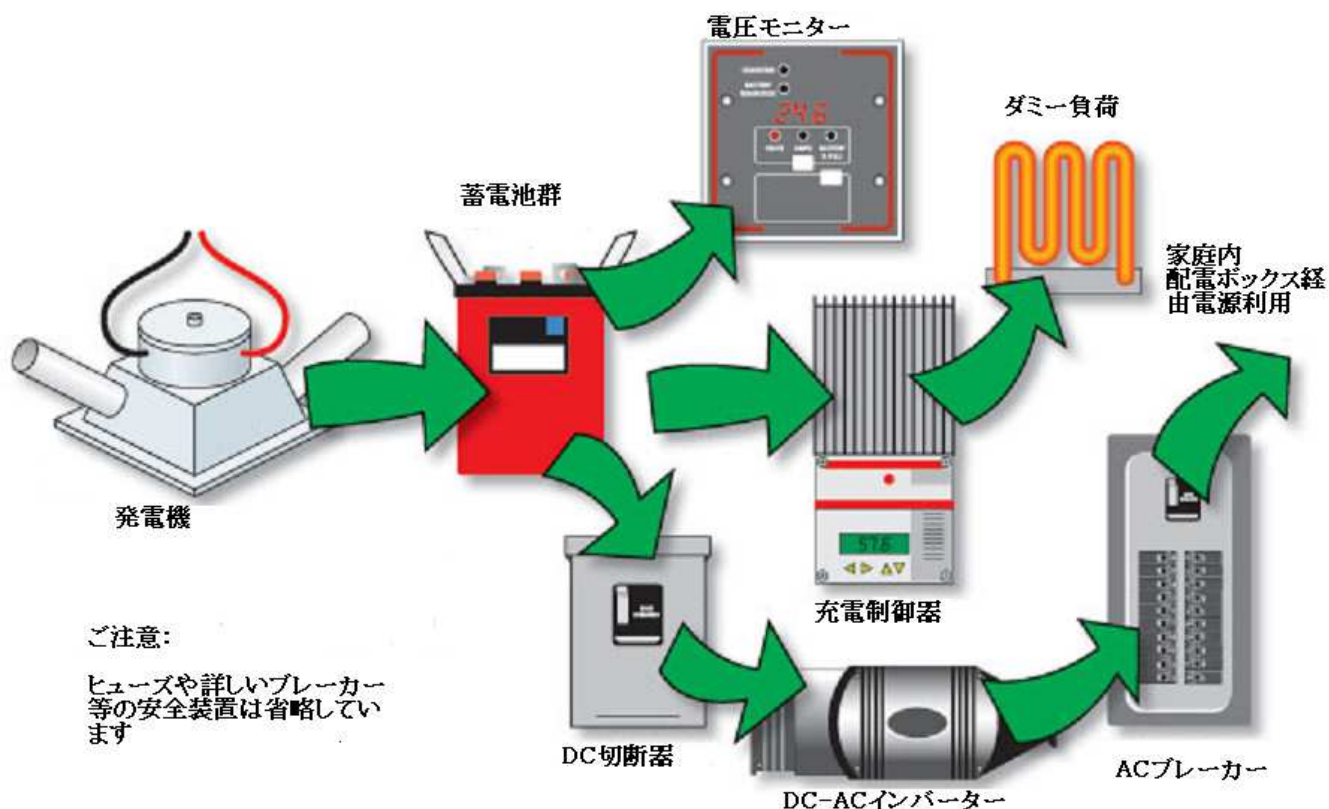 電圧モニター
246
ダミー負荷
蓄電池群
家庭内
配電ボックス経
由電源利用
発電機
57.6
充電制御器
ご注意：
ヒューズや詳しいブレーカー
等の安全装置は省略してい
ます
DC切断器
ACブレーカー
DC-ACインバーター